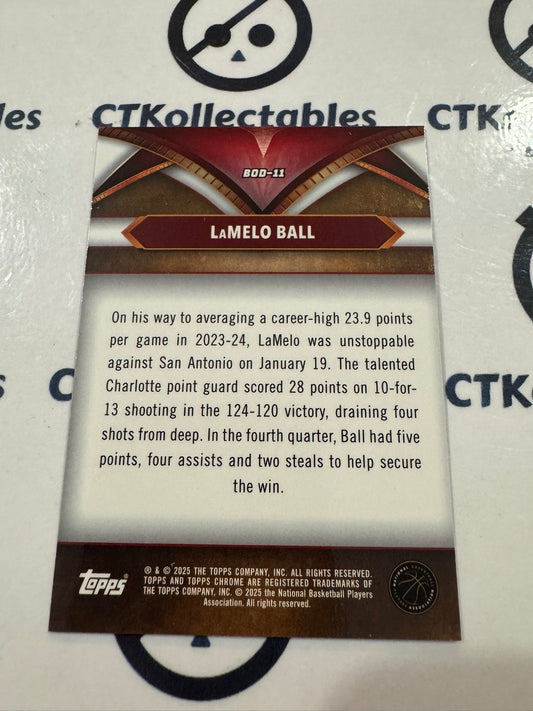 CTKollectables
CTK
les
BOD-11
LaMELO BALL
On his way to averaging a career-high 23.9 points
per game in 2023-24, LaMelo was unstoppable
against San Antonio on January 19. The talented
Charlotte point guard scored 28 points on 10-for-
13 shooting in the 124-120 victory, draining four
shots from deep. In the fourth quarter, Ball had five
points, four assists and two steals to help secure
the win.
CTKollec
topps
® & © 2025 THE TOPPS COMPANY, INC. ALL RIGHTS RESERVED.
TOPPS AND TOPPS CHROME ARE REGISTERED TRADEMARKS OF
THE TOPPS COMPANY, INC. © 2025 the National Basketball Players
Association. All rights reserved.
NATIONAL BASKETBALL PLAYERS ASSOCIATION